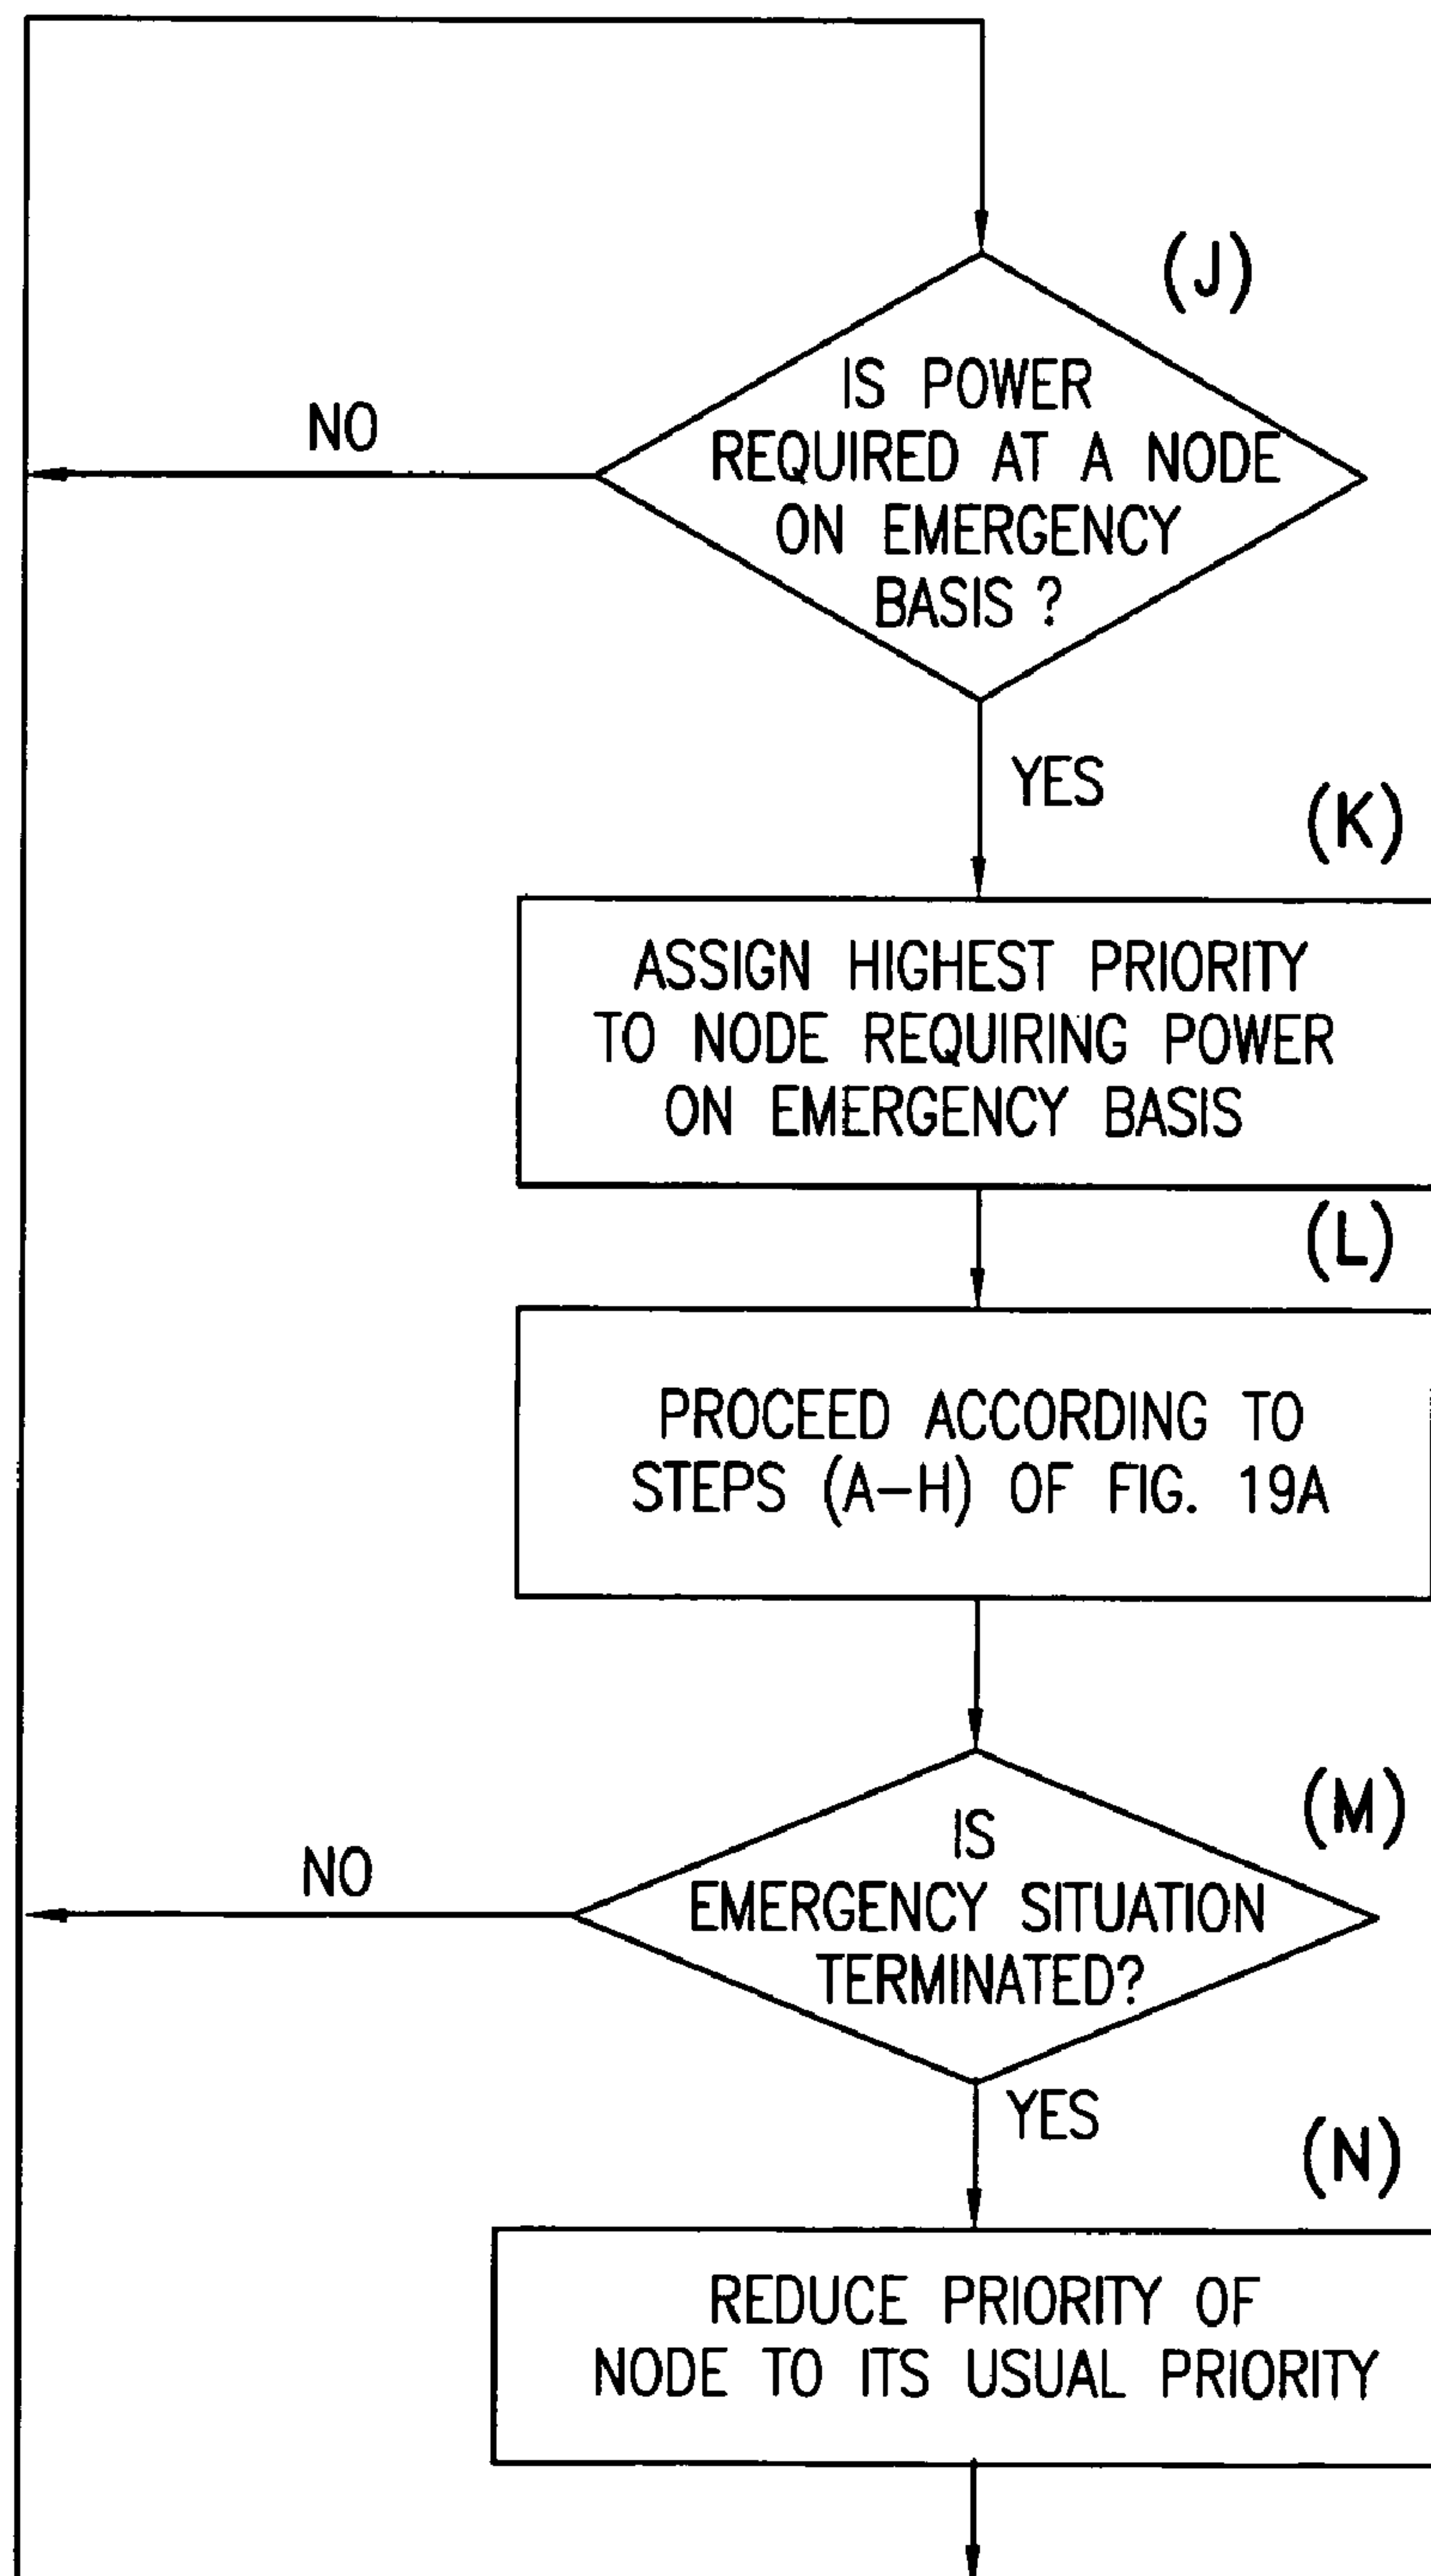 (J)
IS POWER
REQUIRED AT A NODE
ON EMERGENCY
BASIS ?
NO
YES
(K)
ASSIGN HIGHEST PRIORITY
TO NODE REQUIRING POWER
ON EMERGENCY BASIS
(L)
PROCEED ACCORDING TO
STEPS (A-H) OF FIG. 19A
(M)
IS
EMERGENCY SITUATION
TERMINATED?
NO
YES
(N)
REDUCE PRIORITY OF
NODE TO ITS USUAL PRIORITY